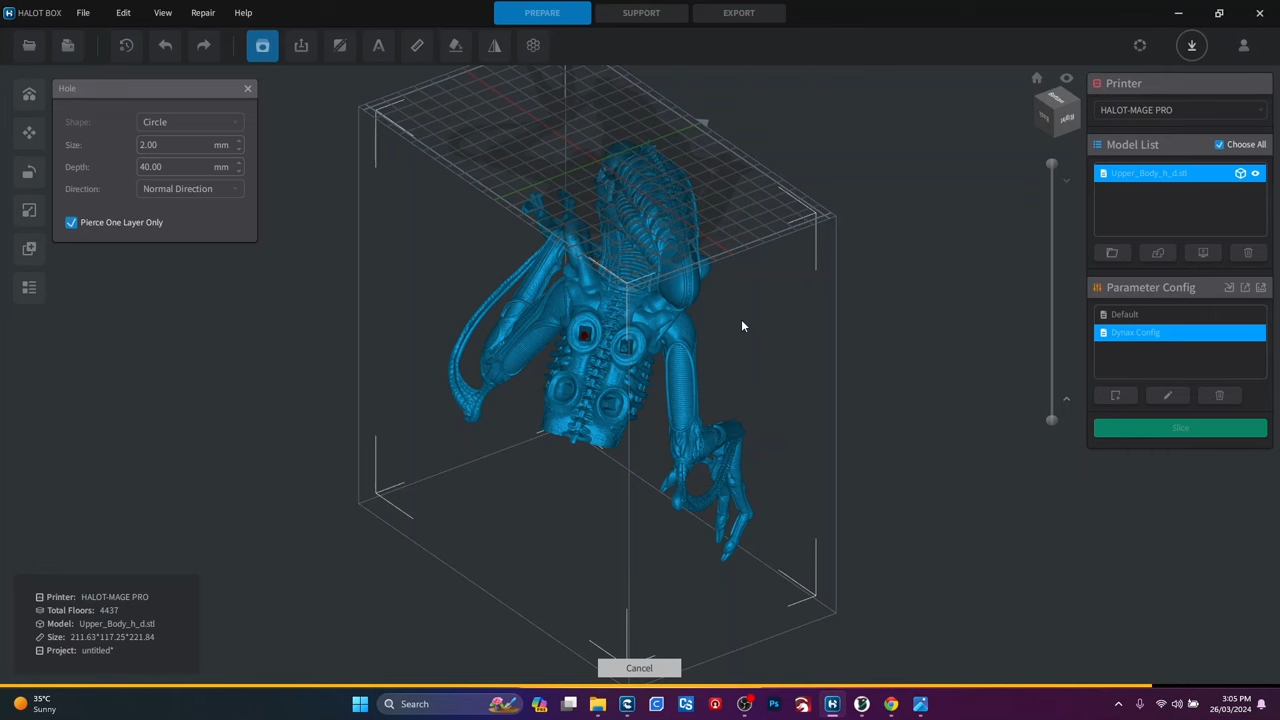 HALOT BOX File Edit View Repair Help PREPARE SUPPORT EXPORT
Hole
Shape: Circle
Size: 2.00 mm
Depth: 40.00 mm
Direction: Normal Direction
Pierce One Layer Only
Printer
HALOT-MAGE PRO
Model List Choose All
Upper_Body_h_d.stl
Parameter Config
Default
Dynax Config
Slice
Printer: HALOT-MAGE PRO
Total Floors: 4437
Model: Upper_Body_h_d.stl
Size: 211.63*117.25*221.84
Project: untitled*
Cancel
35°C
Sunny
Search
3:05 PM
26/03/2024